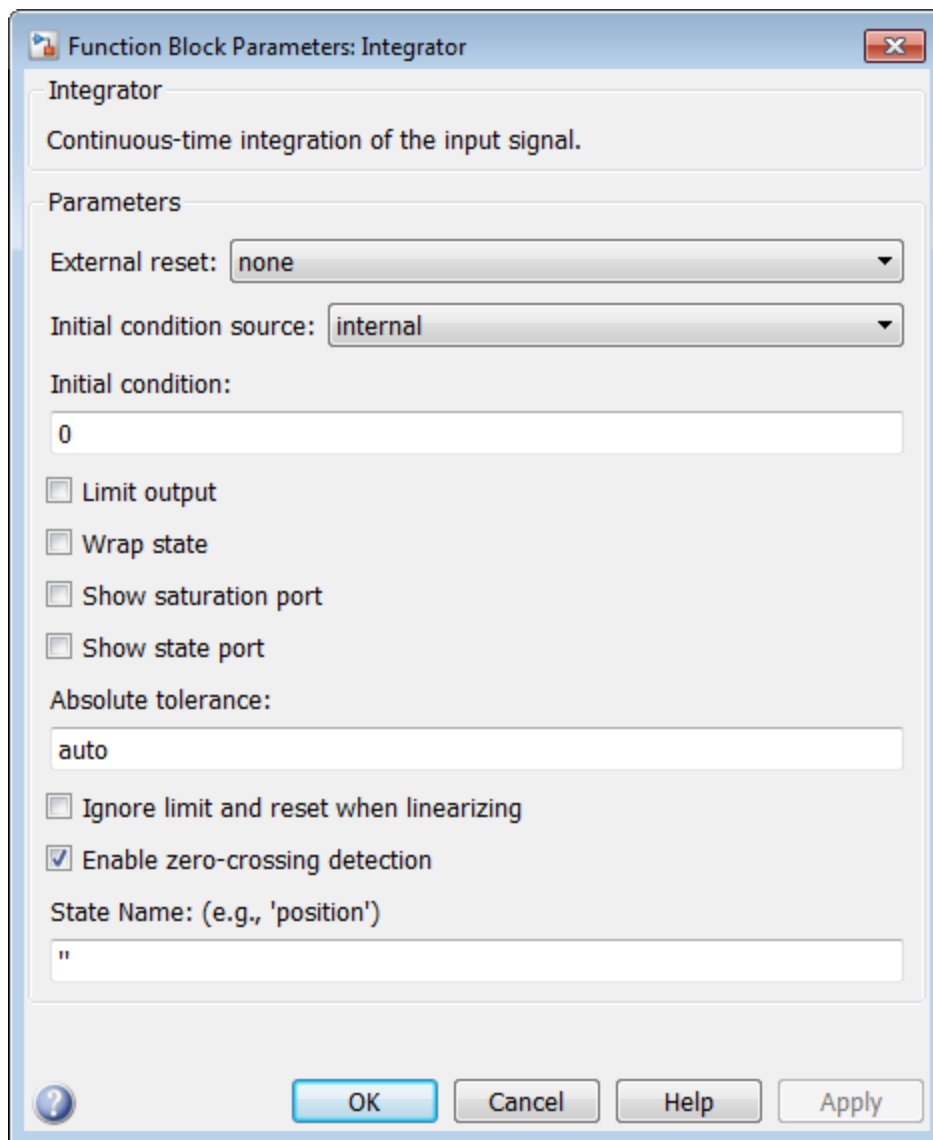 Function Block Parameters: Integrator
Integrator
Continuous-time integration of the input signal.
Parameters
External reset: none
Initial condition source: internal
Initial condition:
0
Limit output
Wrap state
Show saturation port
Show state port
Absolute tolerance:
auto
Ignore limit and reset when linearizing
Enable zero-crossing detection
State Name: (e.g., 'position')
''
? OK Cancel Help Apply